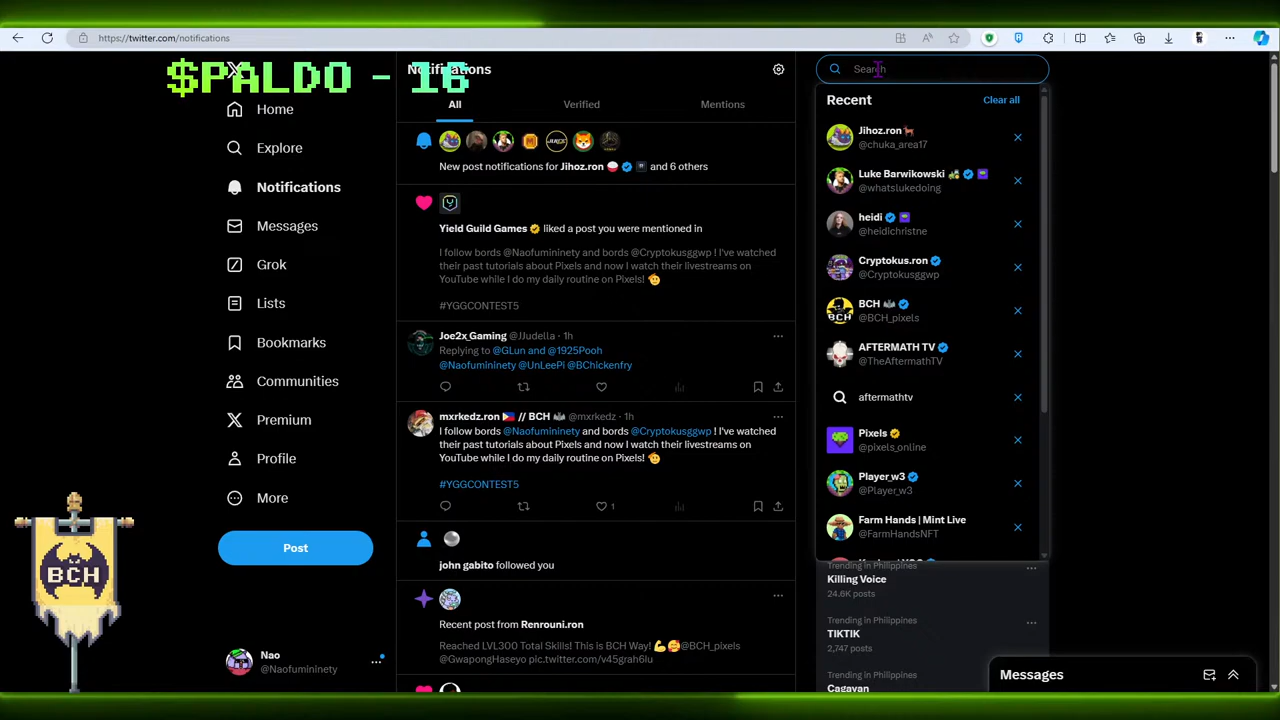 https://twitter.com/notifications
$PALDO - 16
Home
Explore
Notifications
Messages
Grok
Lists
Bookmarks
Communities
Premium
Profile
More
Post
BCH
Nao
@Naofumininety
Notifications
All
Verified
Mentions
New post notifications for Jihoz.ron and 6 others
Yield Guild Games liked a post you were mentioned in
I follow bords @Naofumininety and bords @Cryptokusggwp ! I've watched
their past tutorials about Pixels and now I watch their livestreams on
YouTube while I do my daily routine on Pixels!
#YGGCONTEST5
Joe2x_Gaming @JJudella · 1h
Replying to @GLun and @1925Pooh
@Naofumininety @UnLeePi @BChickenfry
mxrkedz.ron 🇵🇭 // BCH 🦇 @mxrkedz · 1h
I follow bords @Naofumininety and bords @Cryptokusggwp ! I've watched
their past tutorials about Pixels and now I watch their livestreams on
YouTube while I do my daily routine on Pixels!
#YGGCONTEST5
1
john gabito followed you
Recent post from Renrouni.ron
Reached LVL300 Total Skills! This is BCH Way! 💪🥰@BCH_pixels
@GwapongHaseyo pic.twitter.com/v45grah6lu
Search
Recent
Clear all
Jihoz.ron
@chuka_area17
Luke Barwikowski
@whatslukedoing
heidi
@heidichristne
Cryptokus.ron
@Cryptokusggwp
BCH
@BCH_pixels
AFTERMATH TV
@TheAftermathTV
aftermathtv
Pixels
@pixels_online
Player_w3
@Player_w3
Farm Hands | Mint Live
@FarmHandsNFT
Trending in Philippines
Killing Voice
24.6K posts
Trending in Philippines
TIKTIK
2,747 posts
Trending in Philippines
Cagayan
Messages